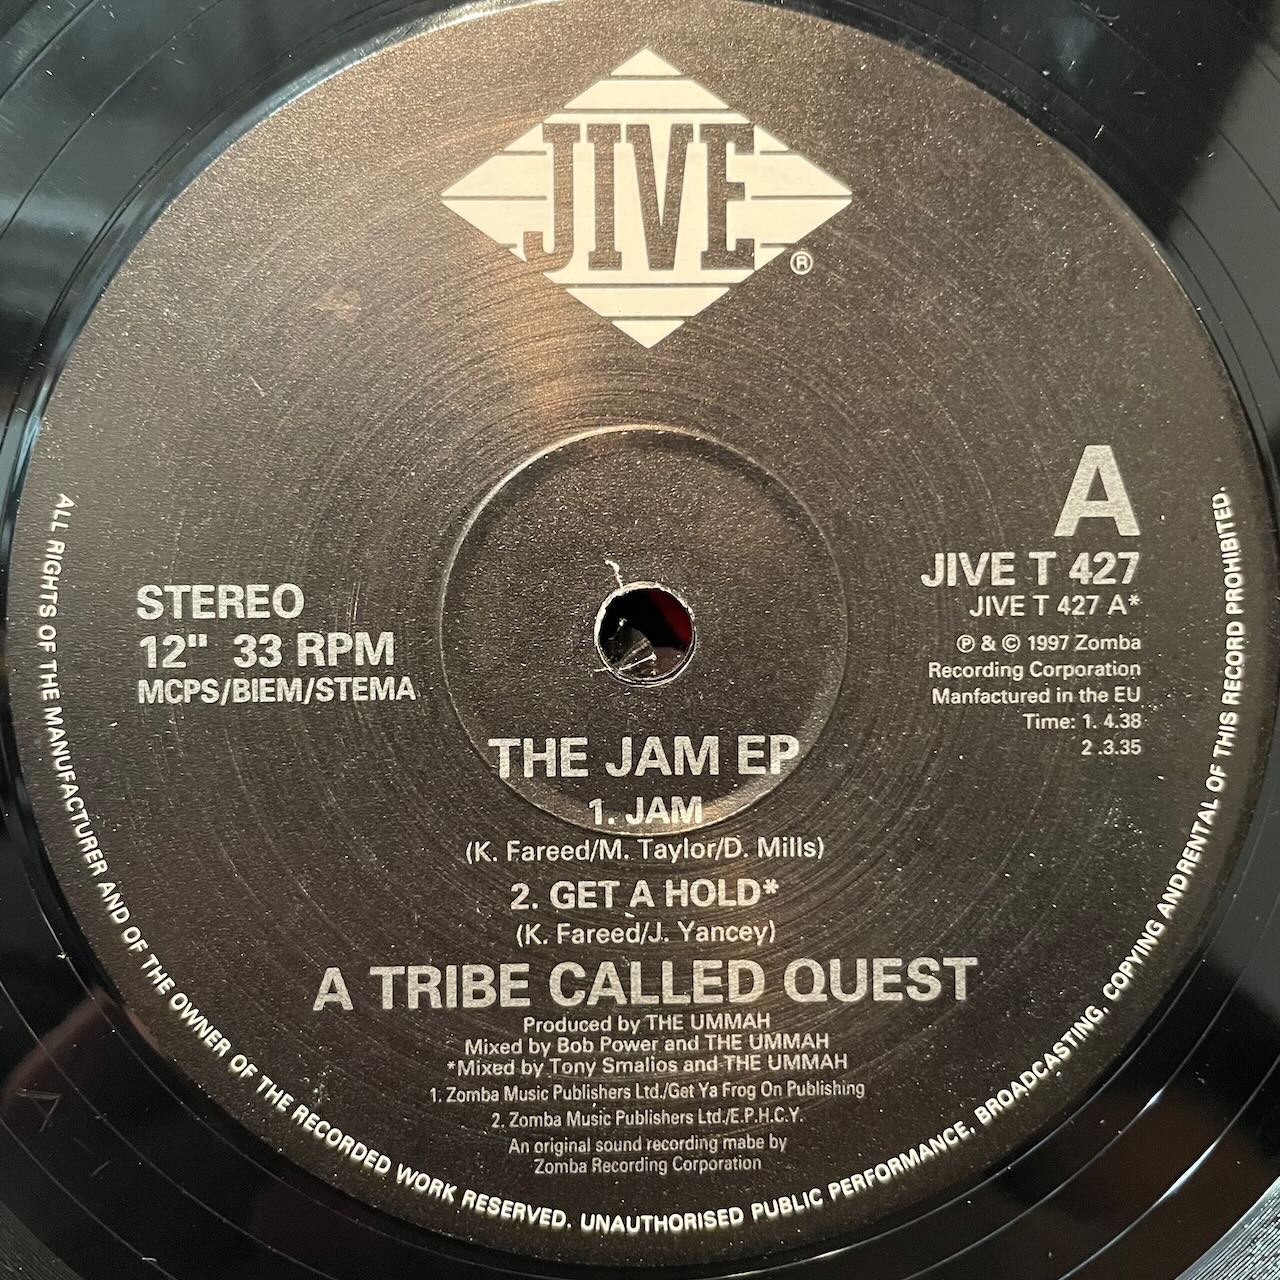 JIVE
®
A
JIVE T 427
JIVE T 427 A*
℗ & © 1997 Zomba
Recording Corporation
Manfactured in the EU
Time: 1. 4.38
2 .3.35
STEREO
12" 33 RPM
MCPS/BIEM/STEMA
THE JAM EP
1. JAM
(K. Fareed/M. Taylor/D. Mills)
2. GET A HOLD*
(K. Fareed/J. Yancey)
A TRIBE CALLED QUEST
Produced by THE UMMAH
Mixed by Bob Power and THE UMMAH
*Mixed by Tony Smalios and THE UMMAH
1. Zomba Music Publishers Ltd./Get Ya Frog On Publishing
2. Zomba Music Publishers Ltd./E.P.H.C.Y.
An original sound recording mabe by
Zomba Recording Corporation
ALL RIGHTS OF THE MANUFACTURER AND OF THE OWNER OF THE RECORDED WORK RESERVED. UNAUTHORISED PUBLIC PERFORMANCE, BROADCASTING, COPYING AND RENTAL OF THIS RECORD PROHIBITED.